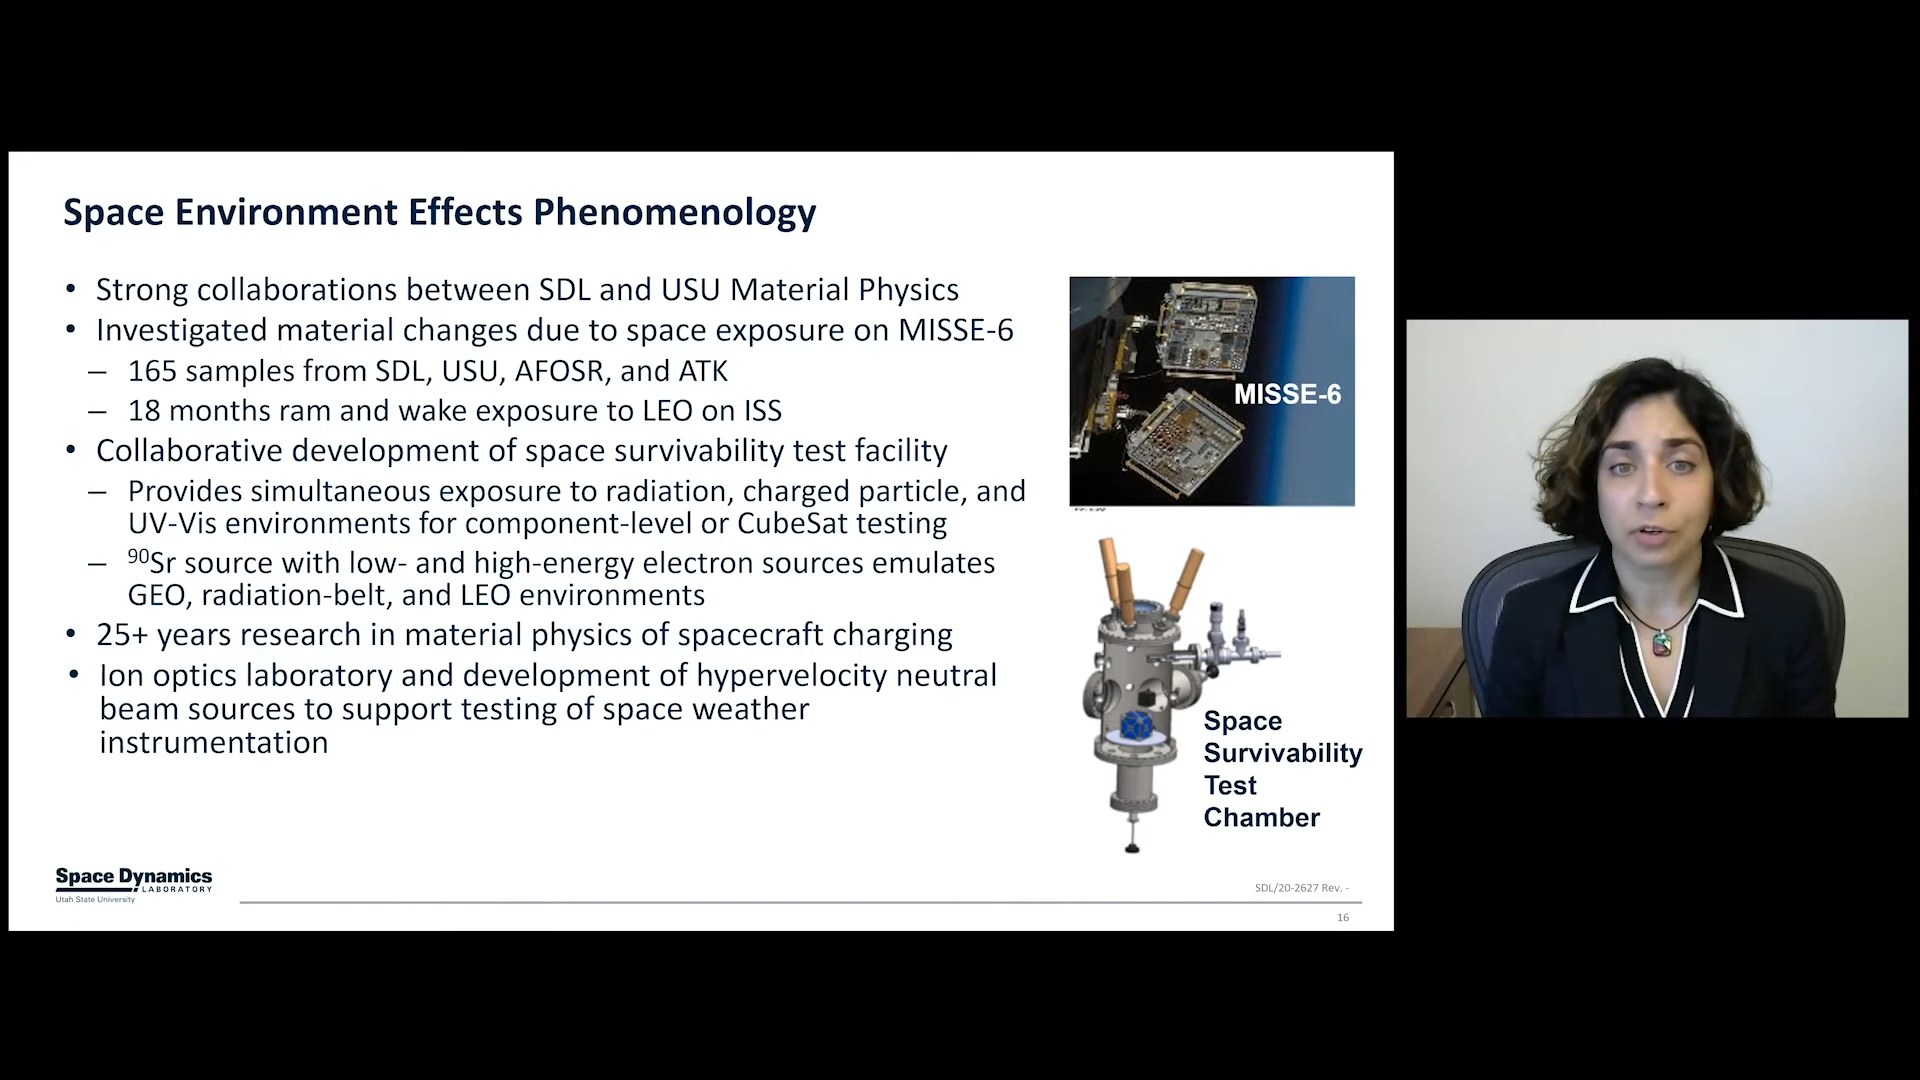 Space Environment Effects Phenomenology
• Strong collaborations between SDL and USU Material Physics
• Investigated material changes due to space exposure on MISSE-6
– 165 samples from SDL, USU, AFOSR, and ATK
– 18 months ram and wake exposure to LEO on ISS
• Collaborative development of space survivability test facility
– Provides simultaneous exposure to radiation, charged particle, and
UV-Vis environments for component-level or CubeSat testing
– ⁹⁰Sr source with low- and high-energy electron sources emulates
GEO, radiation-belt, and LEO environments
• 25+ years research in material physics of spacecraft charging
• Ion optics laboratory and development of hypervelocity neutral
beam sources to support testing of space weather
instrumentation
MISSE-6
Space
Survivability
Test
Chamber
Space Dynamics
LABORATORY
Utah State University
SDL/20-2627 Rev. -
16